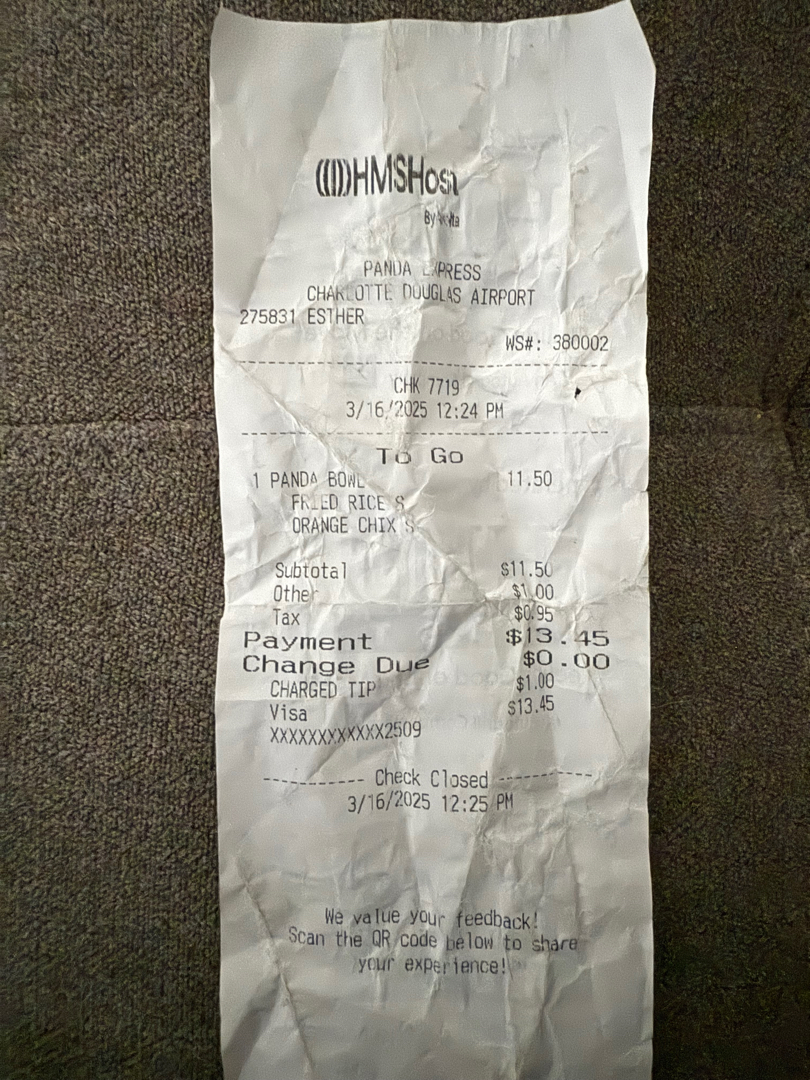 HMSHost
By
PANDA EXPRESS
CHARLOTTE DOUGLAS AIRPORT
275831 ESTHER
WS#: 380002
CHK 7719
3/16/2025 12:24 PM
To Go
1 PANDA BOWL 11.50
FRIED RICE S
ORANGE CHIX S
Subtotal $11.50
Other $1.00
Tax $0.95
Payment $13.45
Change Due $0.00
CHARGED TIP $1.00
Visa $13.45
XXXXXXXXXXXX2509
------------ Check Closed ------------
3/16/2025 12:25 PM
We value your feedback!
Scan the QR code below to share
your experience!